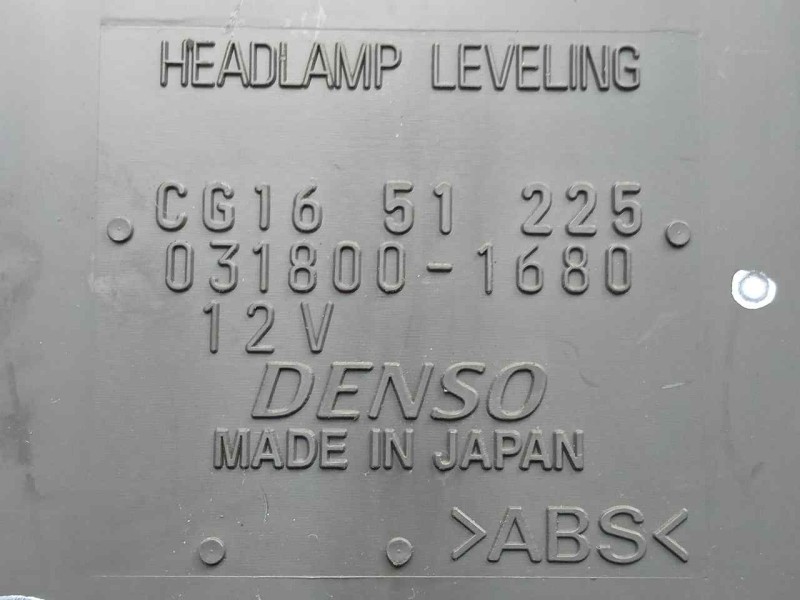 HEADLAMP LEVELING
CG16 51 225
031800-1680
12V
DENSO
MADE IN JAPAN
>ABS<